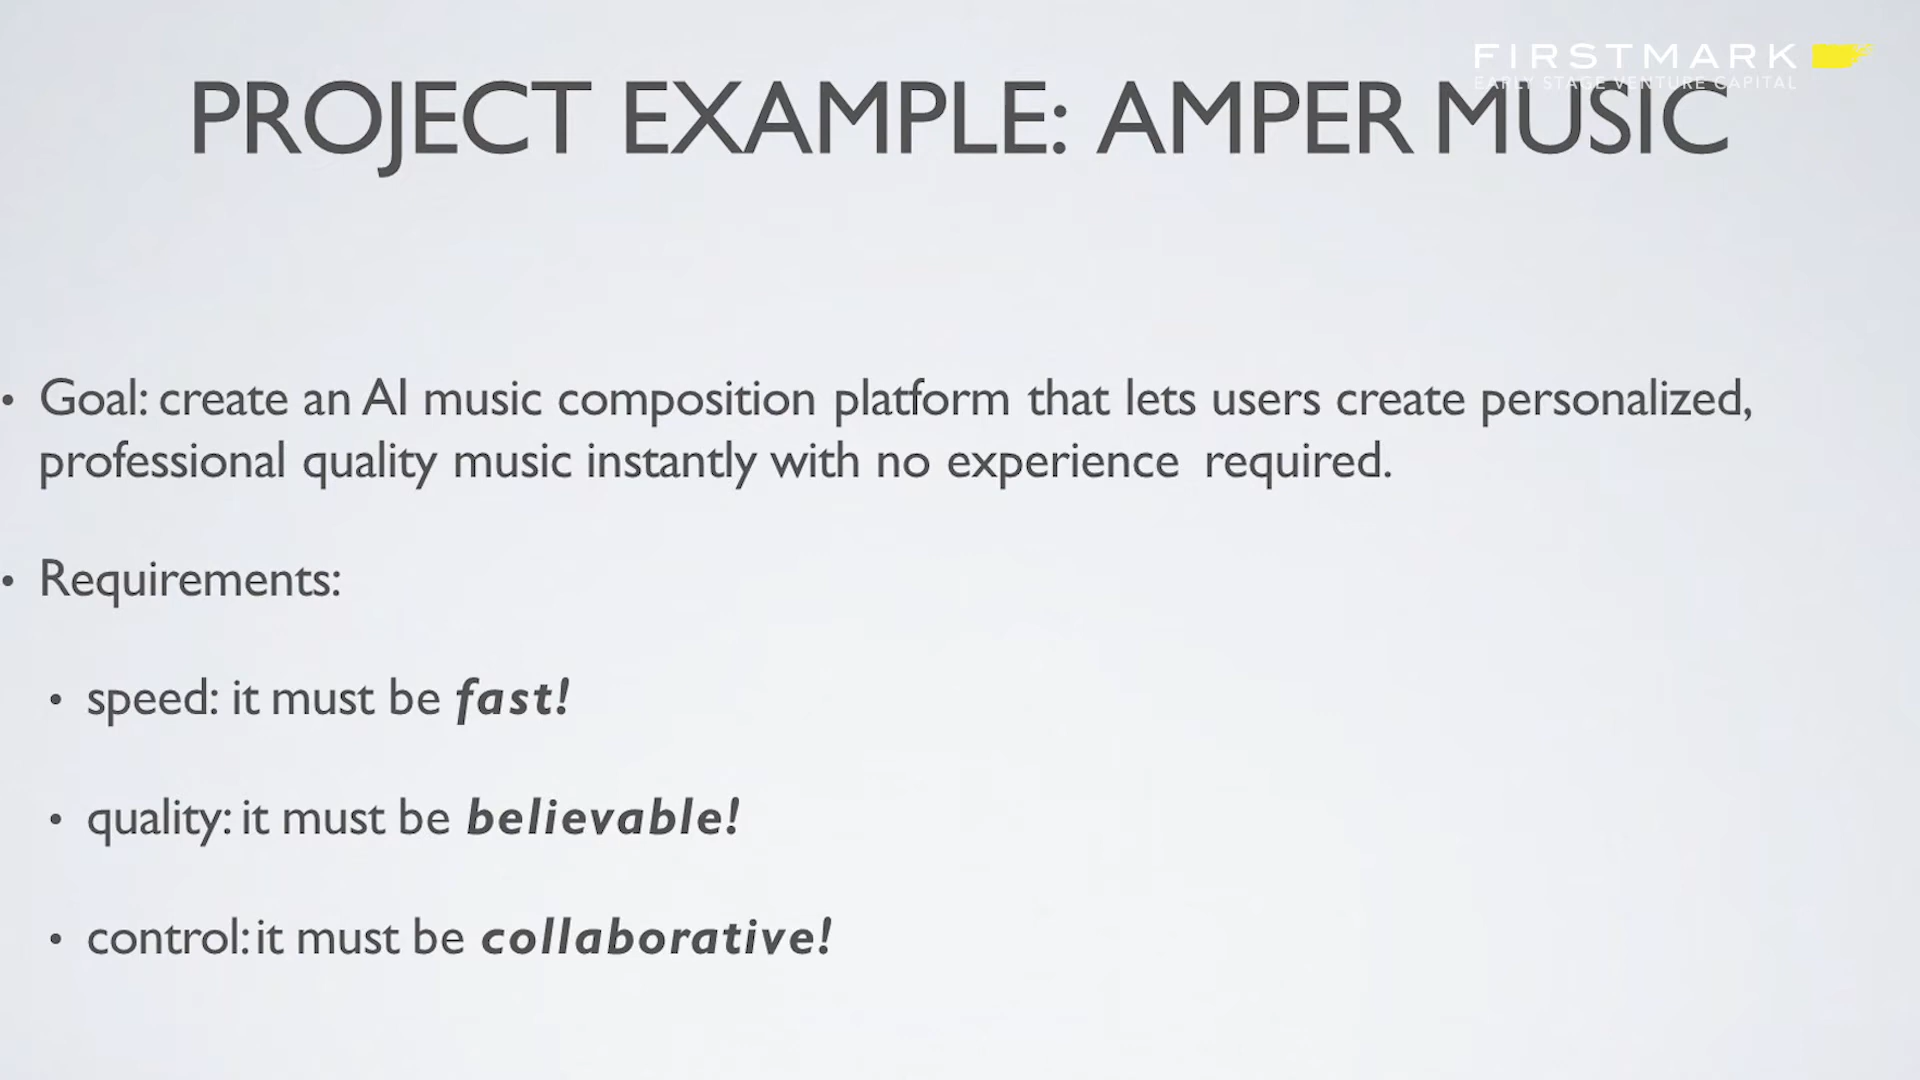 FIRSTMARK
EARLY STAGE VENTURE CAPITAL
PROJECT EXAMPLE: AMPER MUSIC
• Goal: create an AI music composition platform that lets users create personalized,
professional quality music instantly with no experience required.
• Requirements:
• speed: it must be fast!
• quality: it must be believable!
• control: it must be collaborative!